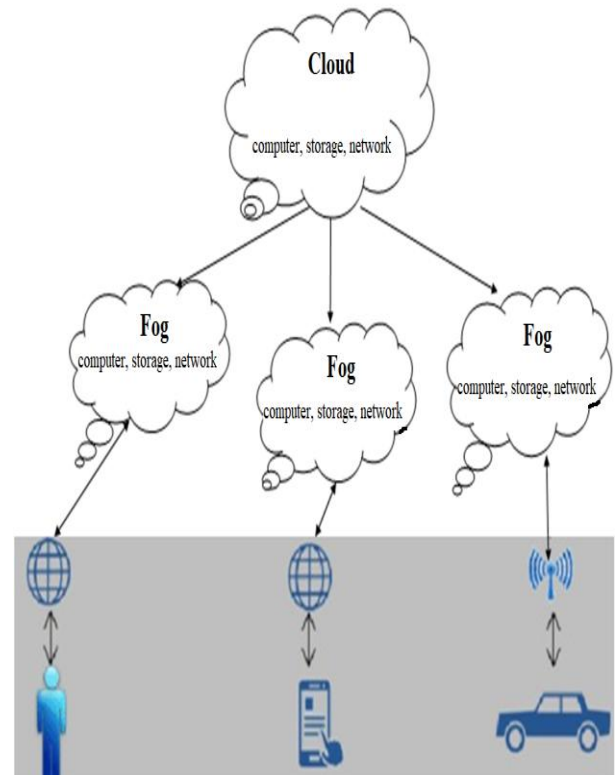 Cloud
computer, storage, network
Fog
computer, storage, network
Fog
computer, storage, network
Fog
computer, storage, network